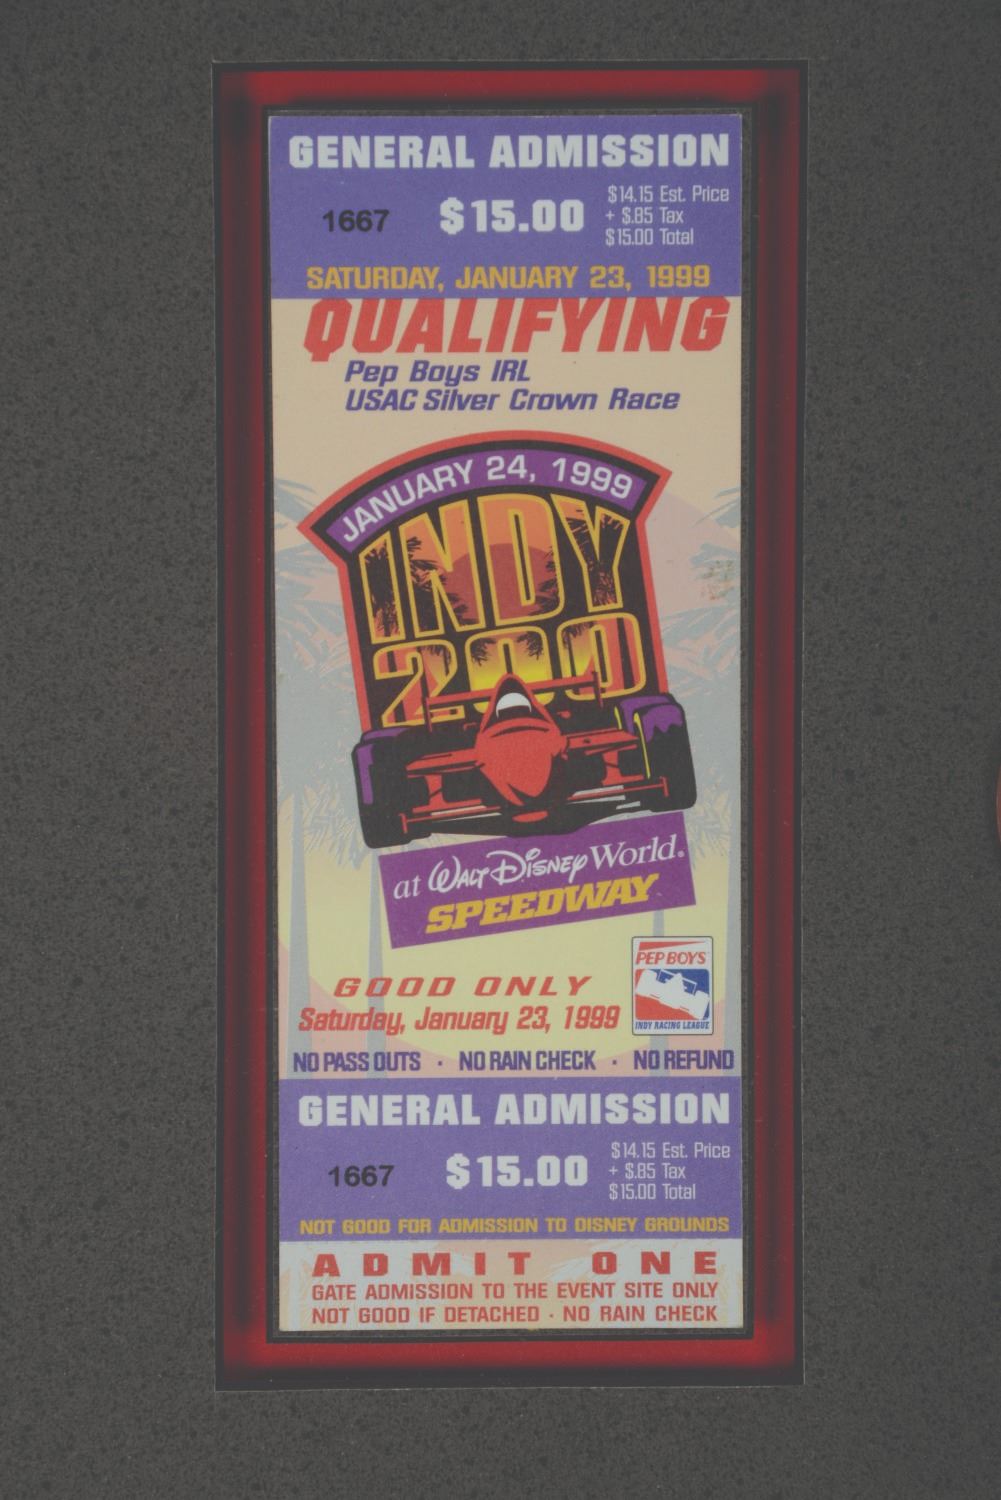 GENERAL ADMISSION
1667
$15.00
$14.15 Est. Price
+ $.85 Tax
$15.00 Total
SATURDAY, JANUARY 23, 1999
QUALIFYING
Pep Boys IRL
USAC Silver Crown Race
JANUARY 24, 1999
INDY
200
at Walt Disney World.
SPEEDWAY
PEP BOYS
INDY RACING LEAGUE
GOOD ONLY
Saturday, January 23, 1999
NO PASS OUTS · NO RAIN CHECK · NO REFUND
GENERAL ADMISSION
1667
$15.00
$14.15 Est. Price
+ $.85 Tax
$15.00 Total
NOT GOOD FOR ADMISSION TO DISNEY GROUNDS
ADMIT ONE
GATE ADMISSION TO THE EVENT SITE ONLY
NOT GOOD IF DETACHED · NO RAIN CHECK